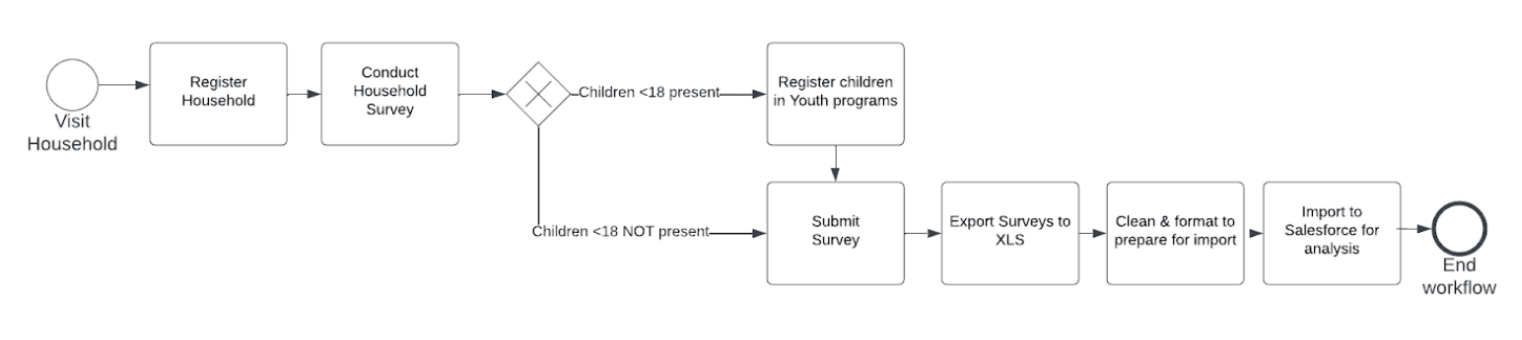 Visit
Household
Register
Household
Conduct
Household
Survey
Children <18 present
Register children
in Youth programs
Children <18 NOT present
Submit
Survey
Export Surveys to
XLS
Clean & format to
prepare for import
Import to
Salesforce for
analysis
End
workflow